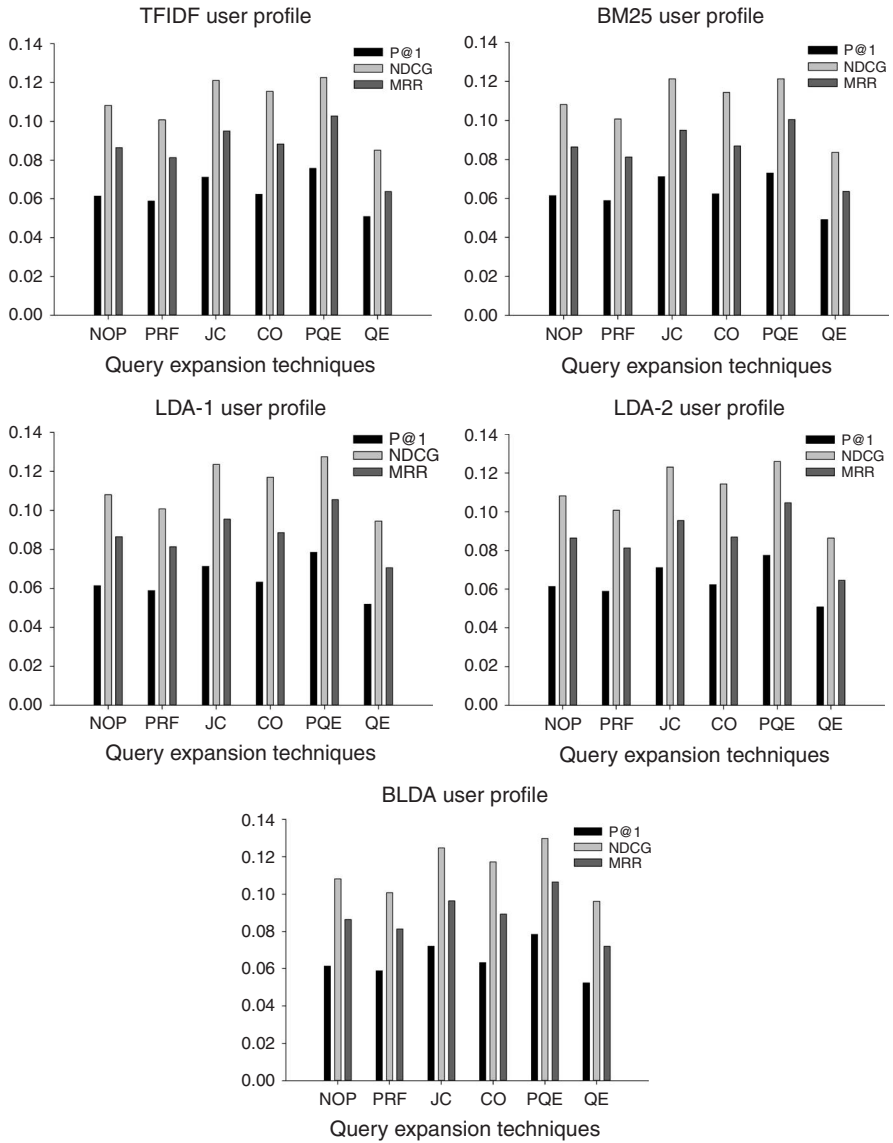 TFIDF user profile
P@1
NDCG
MRR
0.14
0.12
0.10
0.08
0.06
0.04
0.02
0.00
NOP PRF JC CO PQE QE
Query expansion techniques
BM25 user profile
P@1
NDCG
MRR
0.14
0.12
0.10
0.08
0.06
0.04
0.02
0.00
NOP PRF JC CO PQE QE
Query expansion techniques
LDA-1 user profile
P@1
NDCG
MRR
0.14
0.12
0.10
0.08
0.06
0.04
0.02
0.00
NOP PRF JC CO PQE QE
Query expansion techniques
LDA-2 user profile
P@1
NDCG
MRR
0.14
0.12
0.10
0.08
0.06
0.04
0.02
0.00
NOP PRF JC CO PQE QE
Query expansion techniques
BLDA user profile
P@1
NDCG
MRR
0.14
0.12
0.10
0.08
0.06
0.04
0.02
0.00
NOP PRF JC CO PQE QE
Query expansion techniques